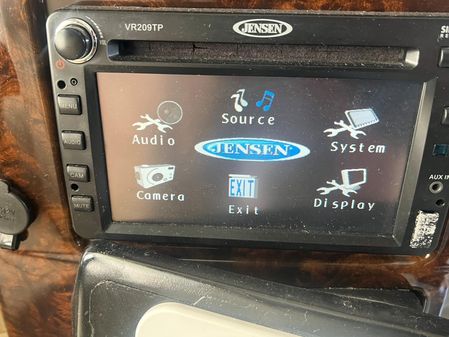 VR209TP
JENSEN
MENU
AUDIO
CAM
MUTE
Source
Audio
System
JENSEN
Camera
EXIT
Exit
Display
AUX IN